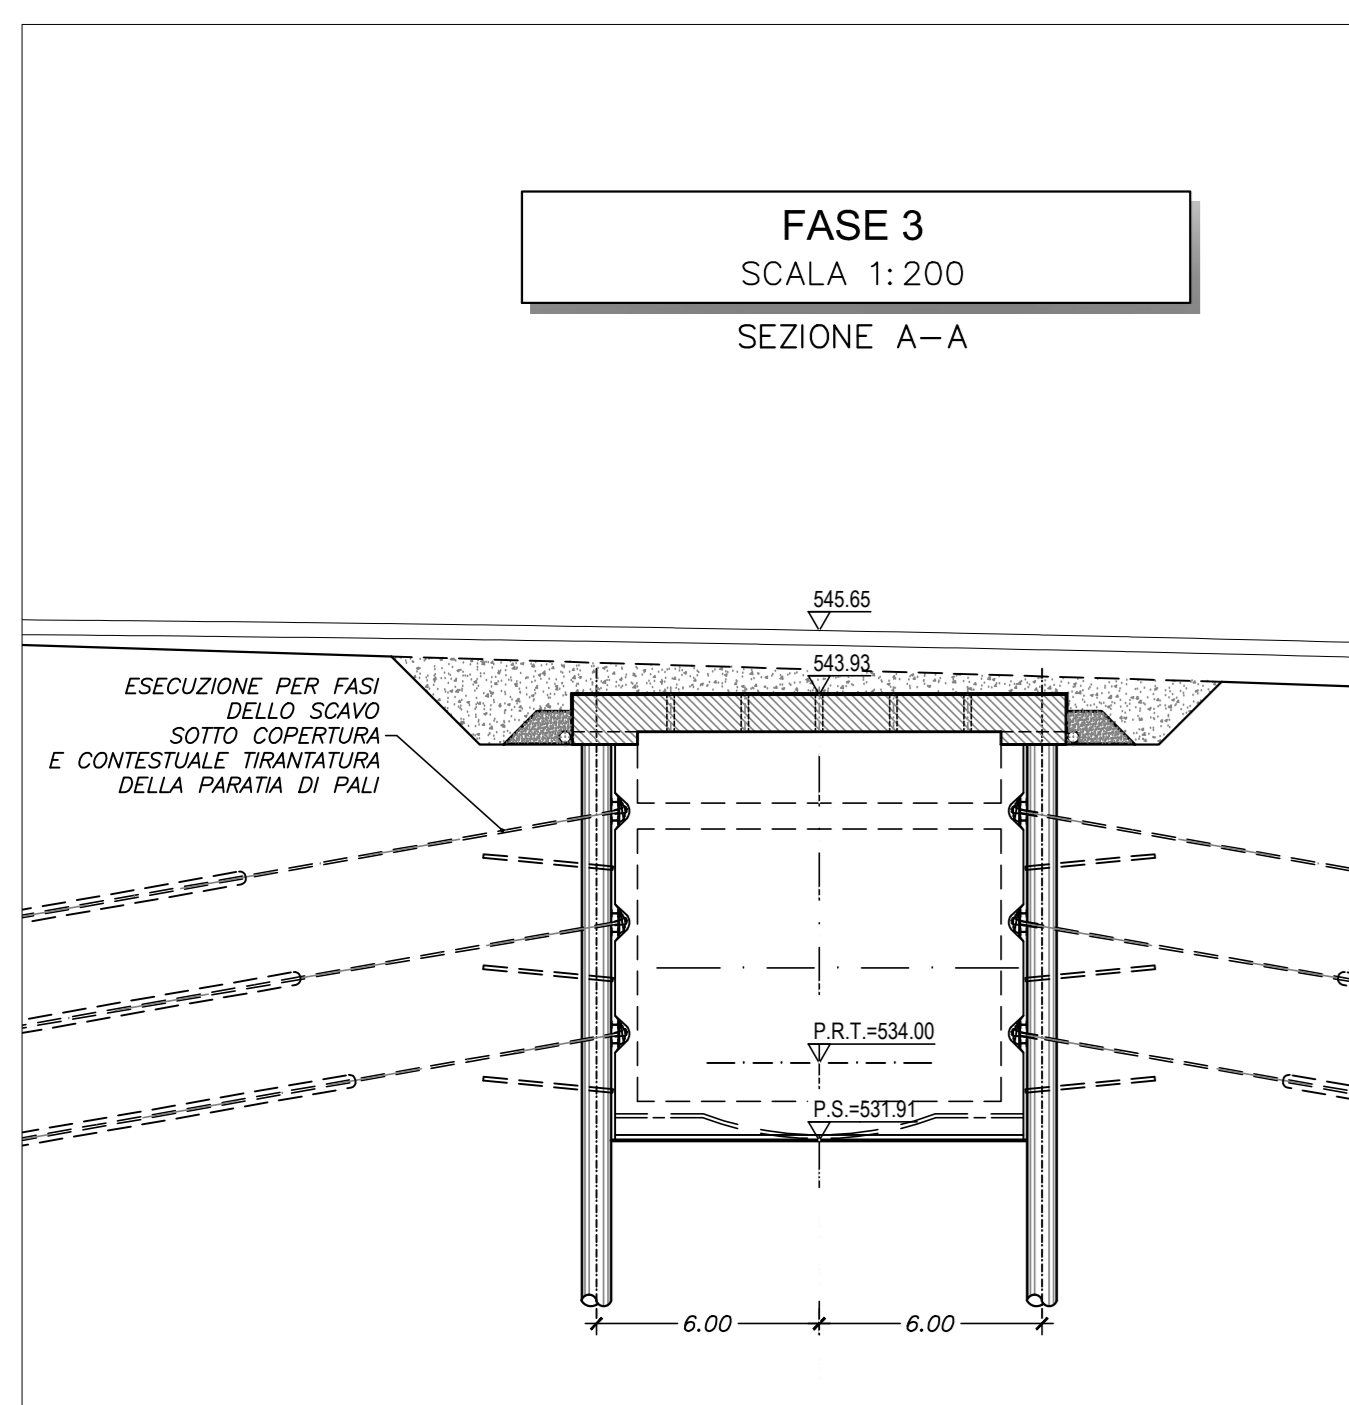 FASE 3
SCALA 1:200
SEZIONE A-A
545.65
543.93
ESECUZIONE PER FASI
DELLO SCAVO
SOTTO COPERTURA
E CONTESTUALE TIRANTATURA
DELLA PARATIA DI PALI
P.R.T.=534.00
P.S.=531.91
6.00
6.00